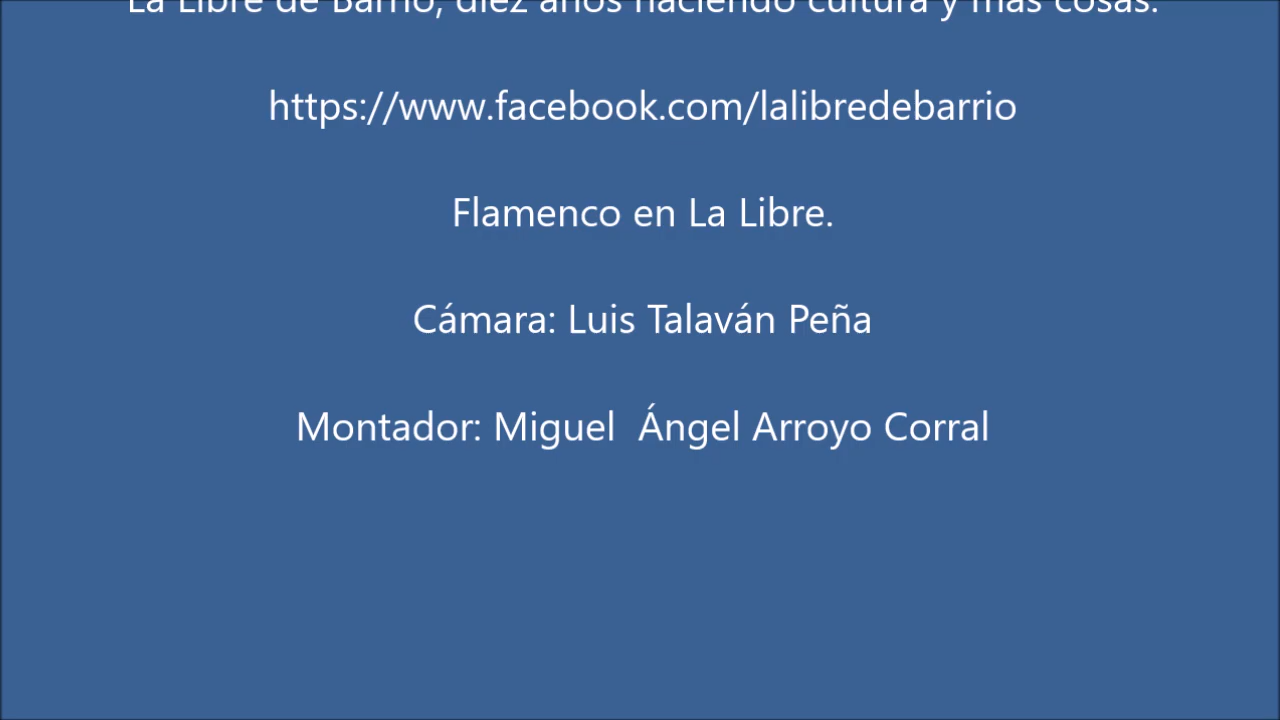 La Libre de Barrio, diez años haciendo cultura y más cosas.
https://www.facebook.com/lalibredebarrio
Flamenco en La Libre.
Cámara: Luis Talaván Peña
Montador: Miguel  Ángel Arroyo Corral